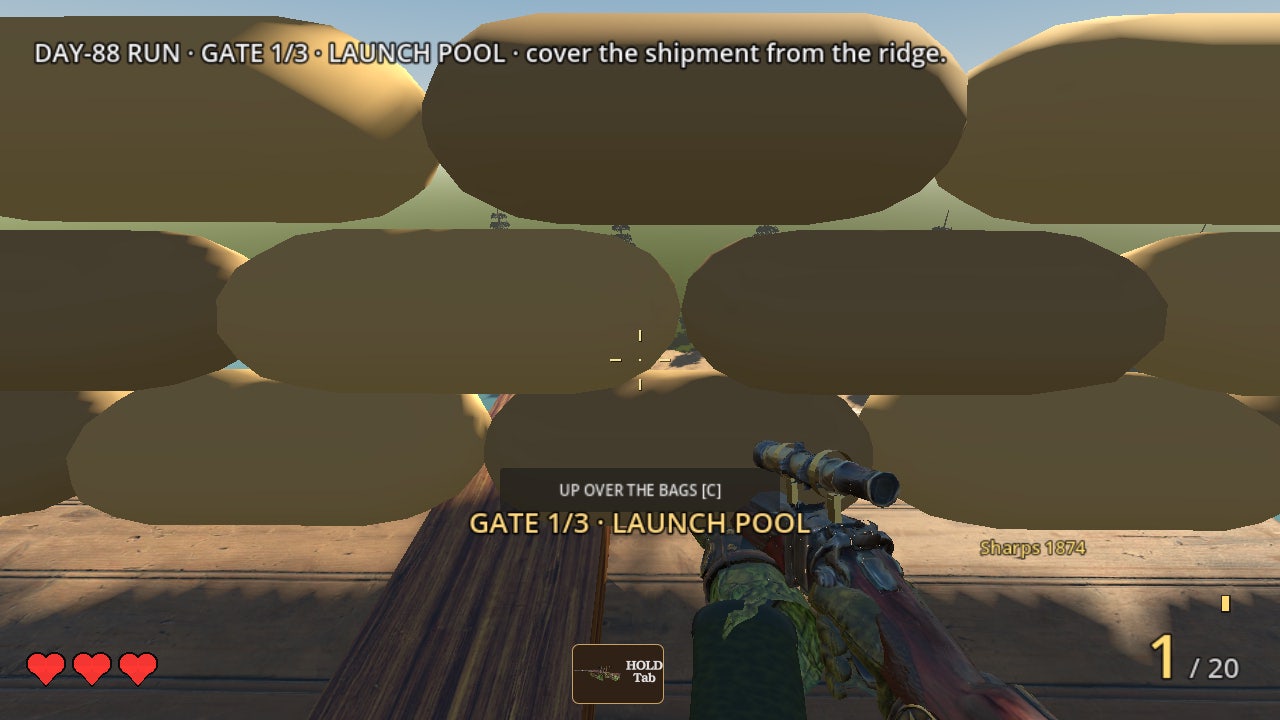 DAY-88 RUN · GATE 1/3 · LAUNCH POOL · cover the shipment from the ridge.
UP OVER THE BAGS [C]
GATE 1/3 · LAUNCH POOL
Sharps 1874
1 / 20
HOLD
Tab